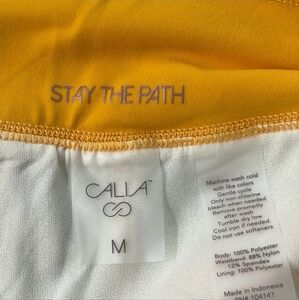 STAY THE PATH
CALIA™
M
Machine wash cold
with like colors
Gentle cycle
Only non-chlorine
bleach when needed
Remove promptly
after wash
Tumble dry low
Cool iron if needed
Do not use softeners
Body: 100% Polyester
Waistband: 88% Nylon
12% Spandex
Lining: 100% Polyester
Made in Indonesia
104141